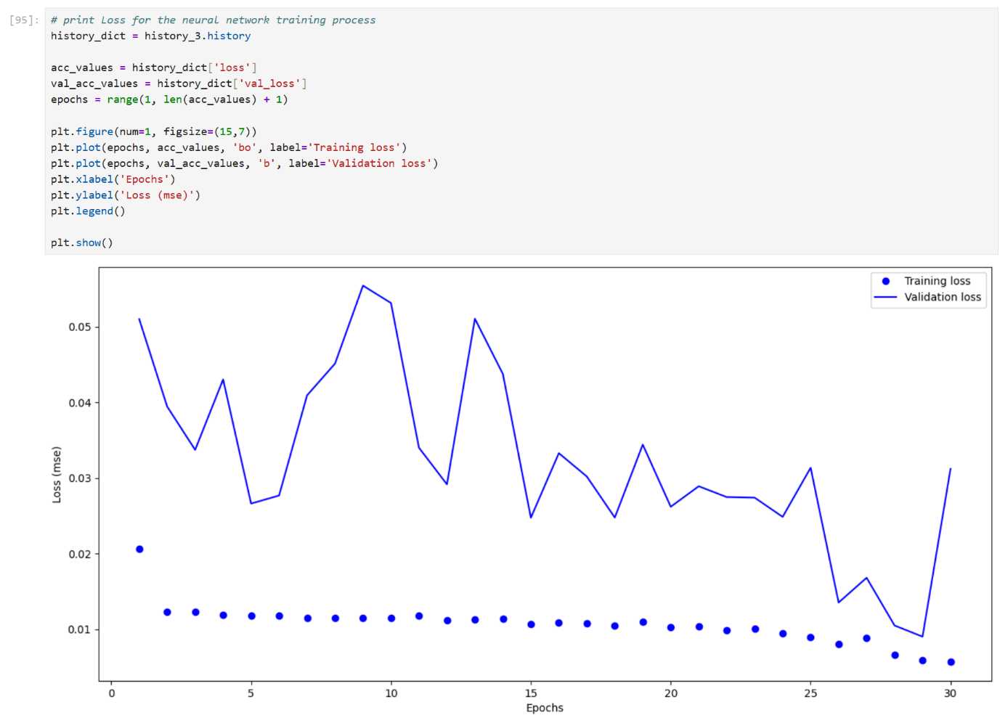 [95]:
# print Loss for the neural network training process
history_dict = history_3.history
acc_values = history_dict['loss']
val_acc_values = history_dict['val_loss']
epochs = range(1, len(acc_values) + 1)
plt.figure(num=1, figsize=(15,7))
plt.plot(epochs, acc_values, 'bo', label='Training loss')
plt.plot(epochs, val_acc_values, 'b', label='Validation loss')
plt.xlabel('Epochs')
plt.ylabel('Loss (mse)')
plt.legend()
plt.show()
Training loss
Validation loss
0.05
0.04
0.03
0.02
0.01
Loss (mse)
0 5 10 15 20 25 30
Epochs